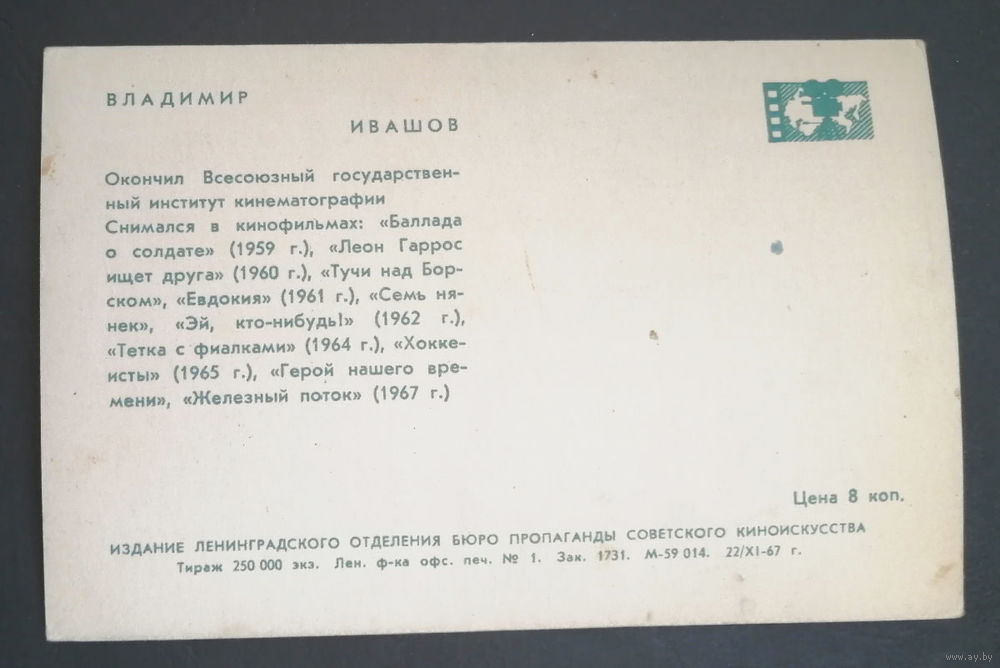 ВЛАДИМИР
ИВАШОВ
Окончил Всесоюзный государствен-
ный институт кинематографии
Снимался в кинофильмах: «Баллада
о солдате» (1959 г.), «Леон Гаррос
ищет друга» (1960 г.), «Тучи над Бор-
ском», «Евдокия» (1961 г.), «Семь ня-
нек», «Эй, кто-нибудь!» (1962 г.),
«Тетка с фиалками» (1964 г.), «Хокке-
исты» (1965 г.), «Герой нашего вре-
мени», «Железный поток» (1967 г.)
Цена 8 коп.
ИЗДАНИЕ ЛЕНИНГРАДСКОГО ОТДЕЛЕНИЯ БЮРО ПРОПАГАНДЫ СОВЕТСКОГО КИНОИСКУССТВА
Тираж 250 000 экз. Лен. ф-ка офс. печ. № 1. Зак. 1731. М-59 014. 22/XI-67 г.
www.ay.by